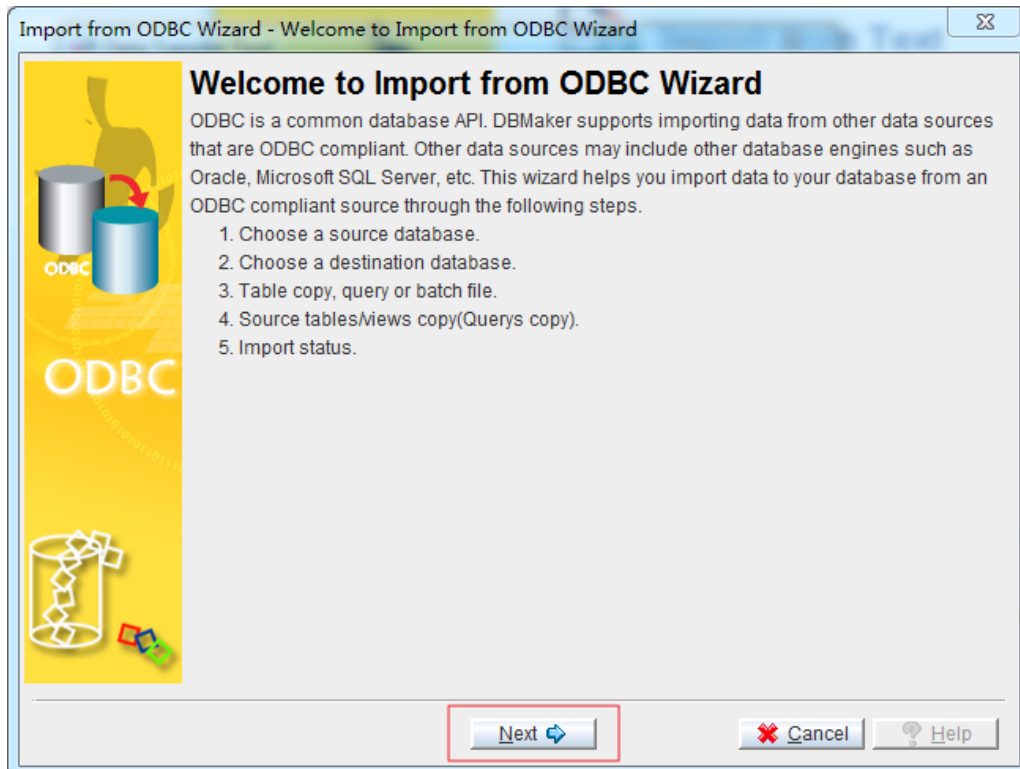 Import from ODBC Wizard - Welcome to Import from ODBC Wizard
Welcome to Import from ODBC Wizard
ODBC is a common database API. DBMaker supports importing data from other data sources
that are ODBC compliant. Other data sources may include other database engines such as
Oracle, Microsoft SQL Server, etc. This wizard helps you import data to your database from an
ODBC compliant source through the following steps.
1. Choose a source database.
2. Choose a destination database.
3. Table copy, query or batch file.
4. Source tables/views copy(Querys copy).
5. Import status.
ODBC
ODBC
Next
Cancel
Help